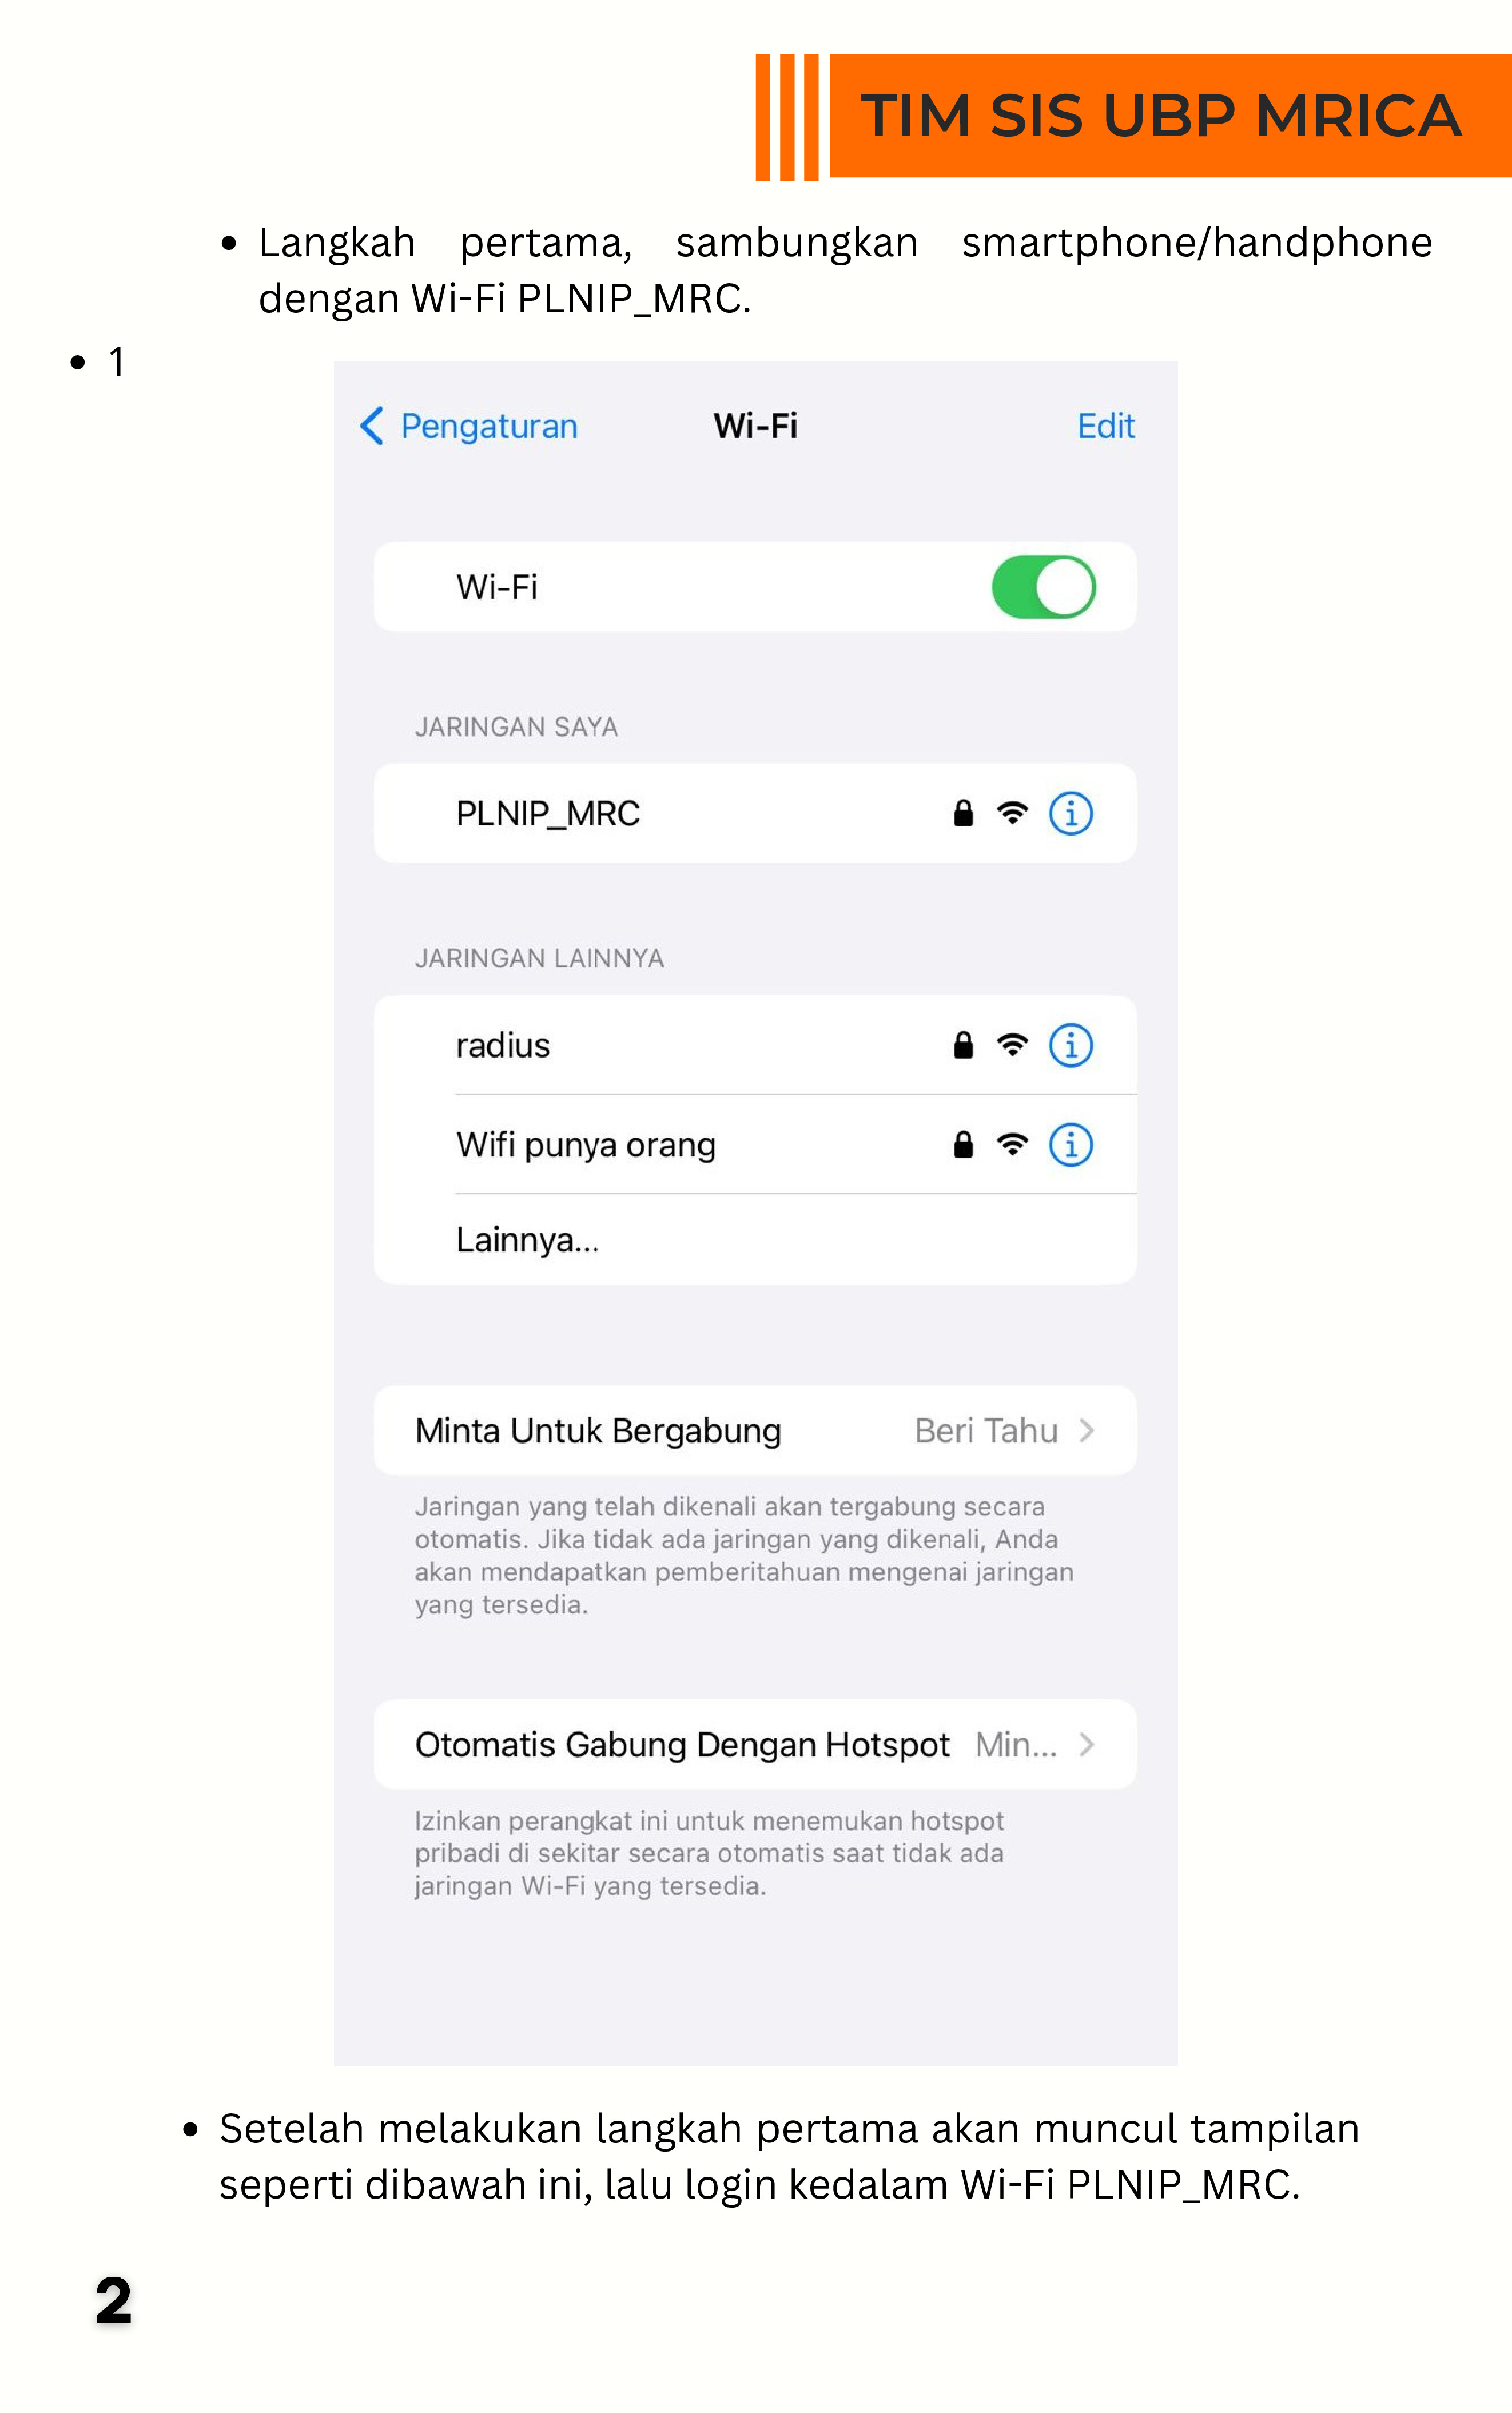 TIM SIS UBP MRICA
• Langkah pertama, sambungkan smartphone/handphone
dengan Wi-Fi PLNIP_MRC.
• 1
Pengaturan Wi-Fi Edit
Wi-Fi
JARINGAN SAYA
PLNIP_MRC
JARINGAN LAINNYA
radius
Wifi punya orang
Lainnya...
Minta Untuk Bergabung Beri Tahu
Jaringan yang telah dikenali akan tergabung secara
otomatis. Jika tidak ada jaringan yang dikenali, Anda
akan mendapatkan pemberitahuan mengenai jaringan
yang tersedia.
Otomatis Gabung Dengan Hotspot Min...
Izinkan perangkat ini untuk menemukan hotspot
pribadi di sekitar secara otomatis saat tidak ada
jaringan Wi-Fi yang tersedia.
• Setelah melakukan langkah pertama akan muncul tampilan
seperti dibawah ini, lalu login kedalam Wi-Fi PLNIP_MRC.
2